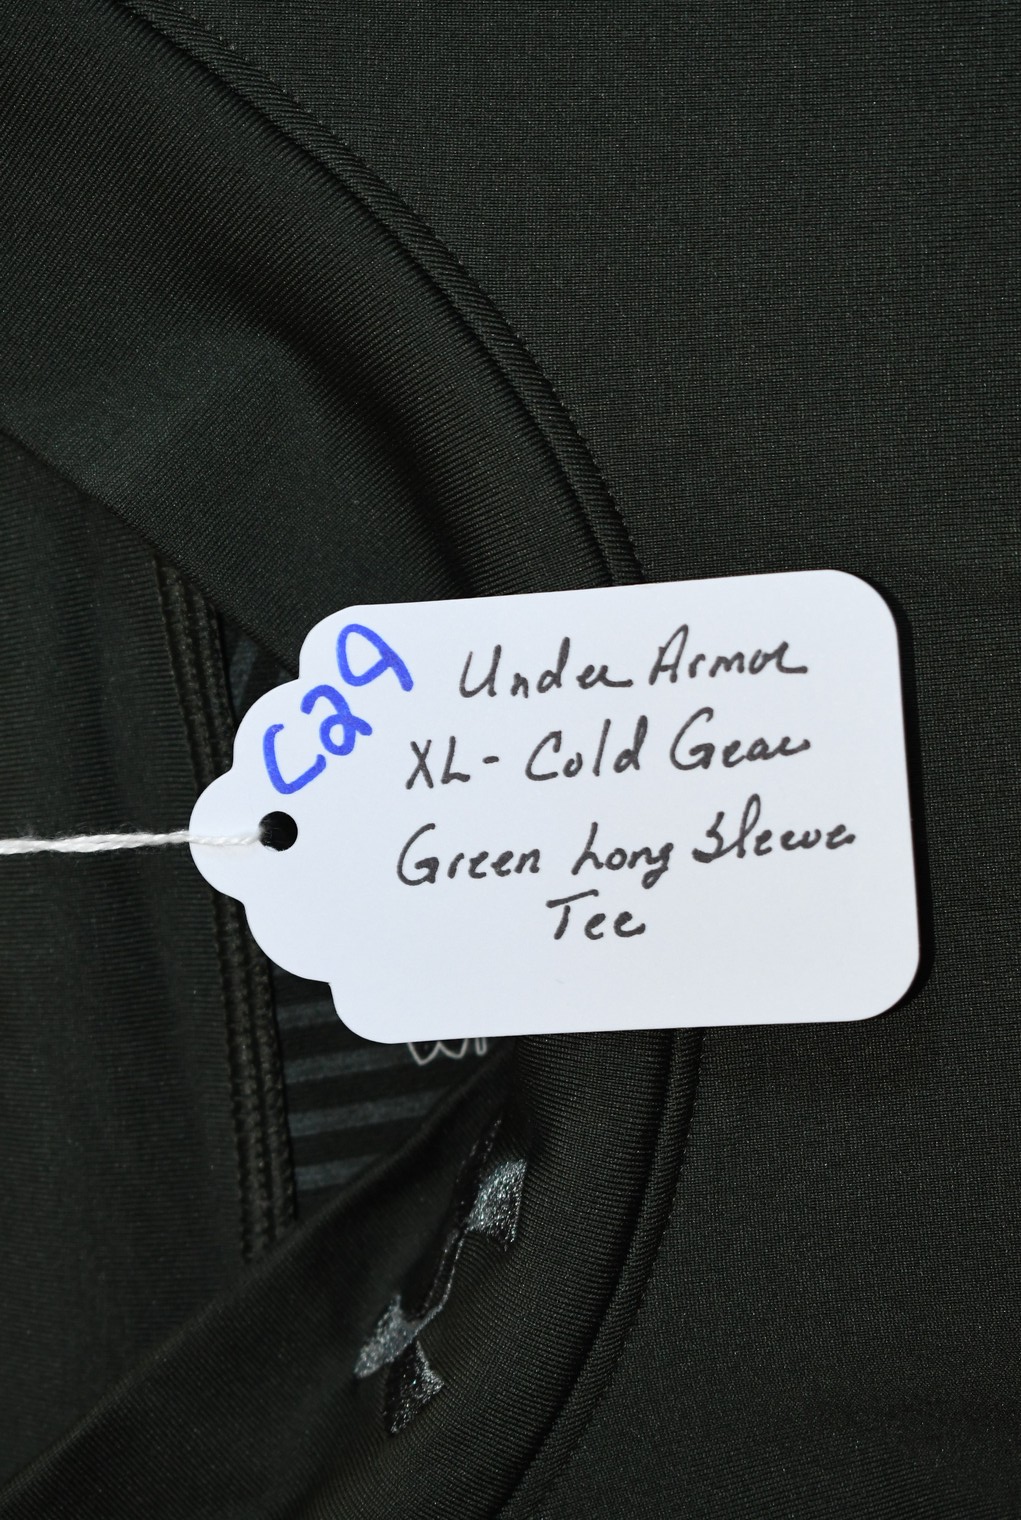 C29
Under Armor
XL- Cold Gear
Green Long Sleeve
Tee